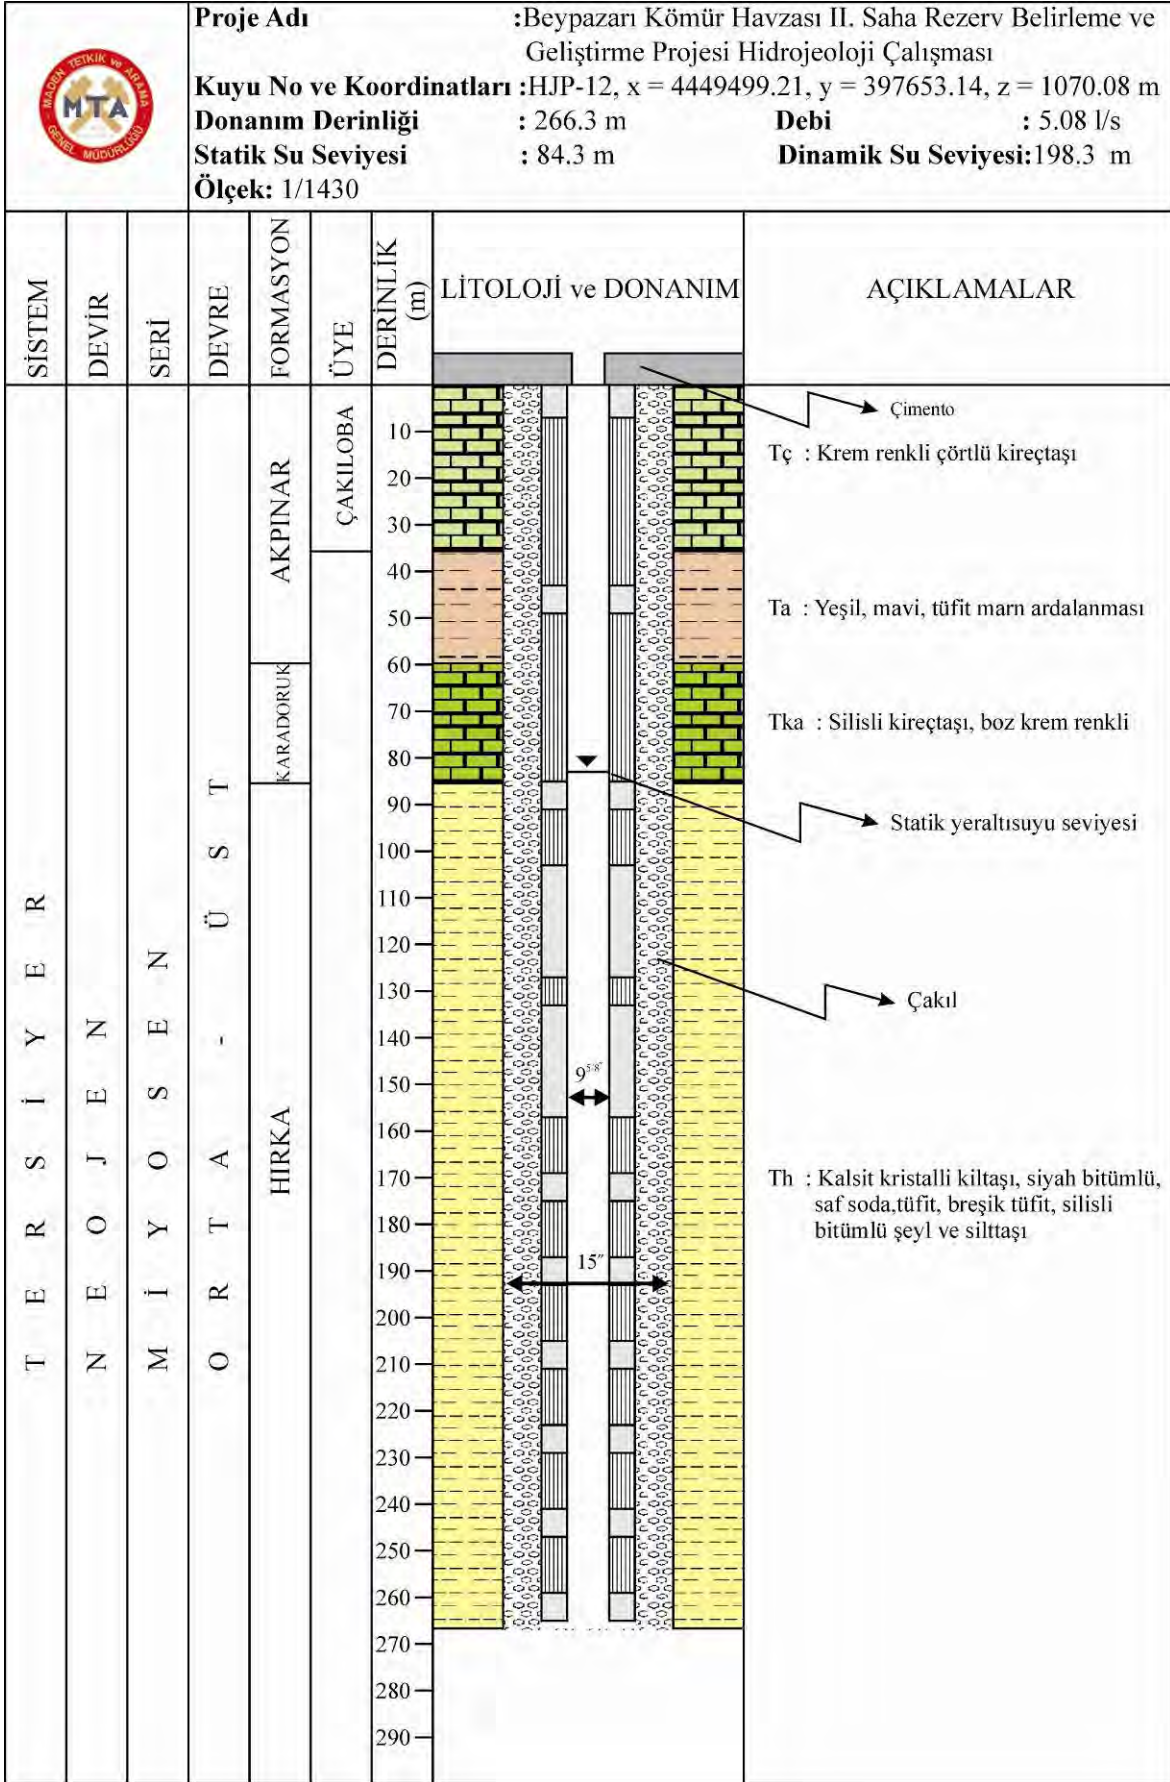 MADEN TETKİK ve ARAMA
MTA
GENEL MÜDÜRLÜĞÜ
Proje Adı :Beypazarı Kömür Havzası II. Saha Rezerv Belirleme ve
Geliştirme Projesi Hidrojeoloji Çalışması
Kuyu No ve Koordinatları :HJP-12, x = 4449499.21, y = 397653.14, z = 1070.08 m
Donanım Derinliği : 266.3 m Debi : 5.08 l/s
Statik Su Seviyesi : 84.3 m Dinamik Su Seviyesi:198.3 m
Ölçek: 1/1430
SİSTEM
DEVİR
SERİ
DEVRE
FORMASYON
ÜYE
DERİNLİK
(m)
LİTOLOJİ ve DONANIM
AÇIKLAMALAR
TERSİYER
NEOJEN
MİYOSEN
ORTA - ÜST
AKPINAR
KARADORUK
HIRKA
ÇAKILOBA
10
20
30
40
50
60
70
80
90
100
110
120
130
140
150
160
170
180
190
200
210
220
230
240
250
260
270
280
290
9 5/8"
15"
Çimento
Tç : Krem renkli çörtlü kireçtaşı
Ta : Yeşil, mavi, tüfit marn ardalanması
Tka : Silisli kireçtaşı, boz krem renkli
Statik yeraltısuyu seviyesi
Çakıl
Th : Kalsit kristalli kiltaşı, siyah bitümlü,
saf soda,tüfit, breşik tüfit, silisli
bitümlü şeyl ve silttaşı